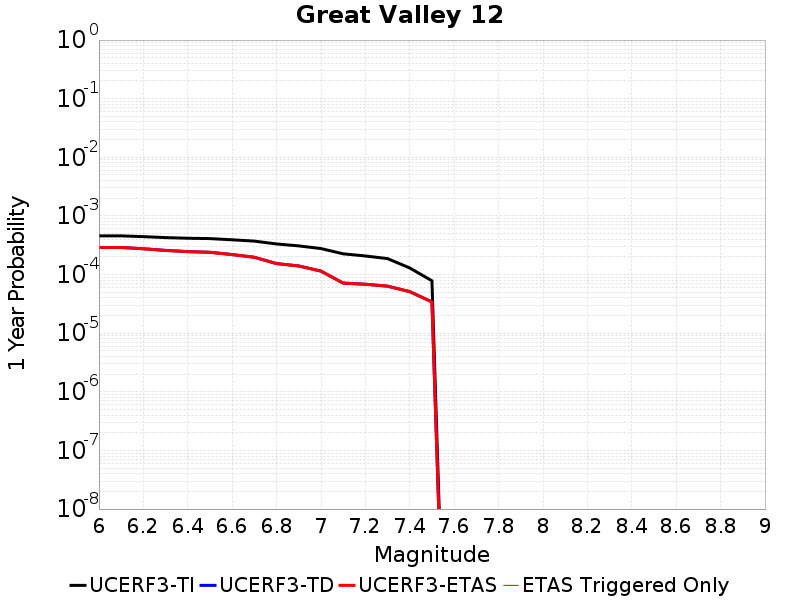 Great Valley 12
1 Year Probability
10^0
10^-1
10^-2
10^-3
10^-4
10^-5
10^-6
10^-7
10^-8
6 6.2 6.4 6.6 6.8 7 7.2 7.4 7.6 7.8 8 8.2 8.4 8.6 8.8 9
Magnitude
UCERF3-TI UCERF3-TD UCERF3-ETAS ETAS Triggered Only